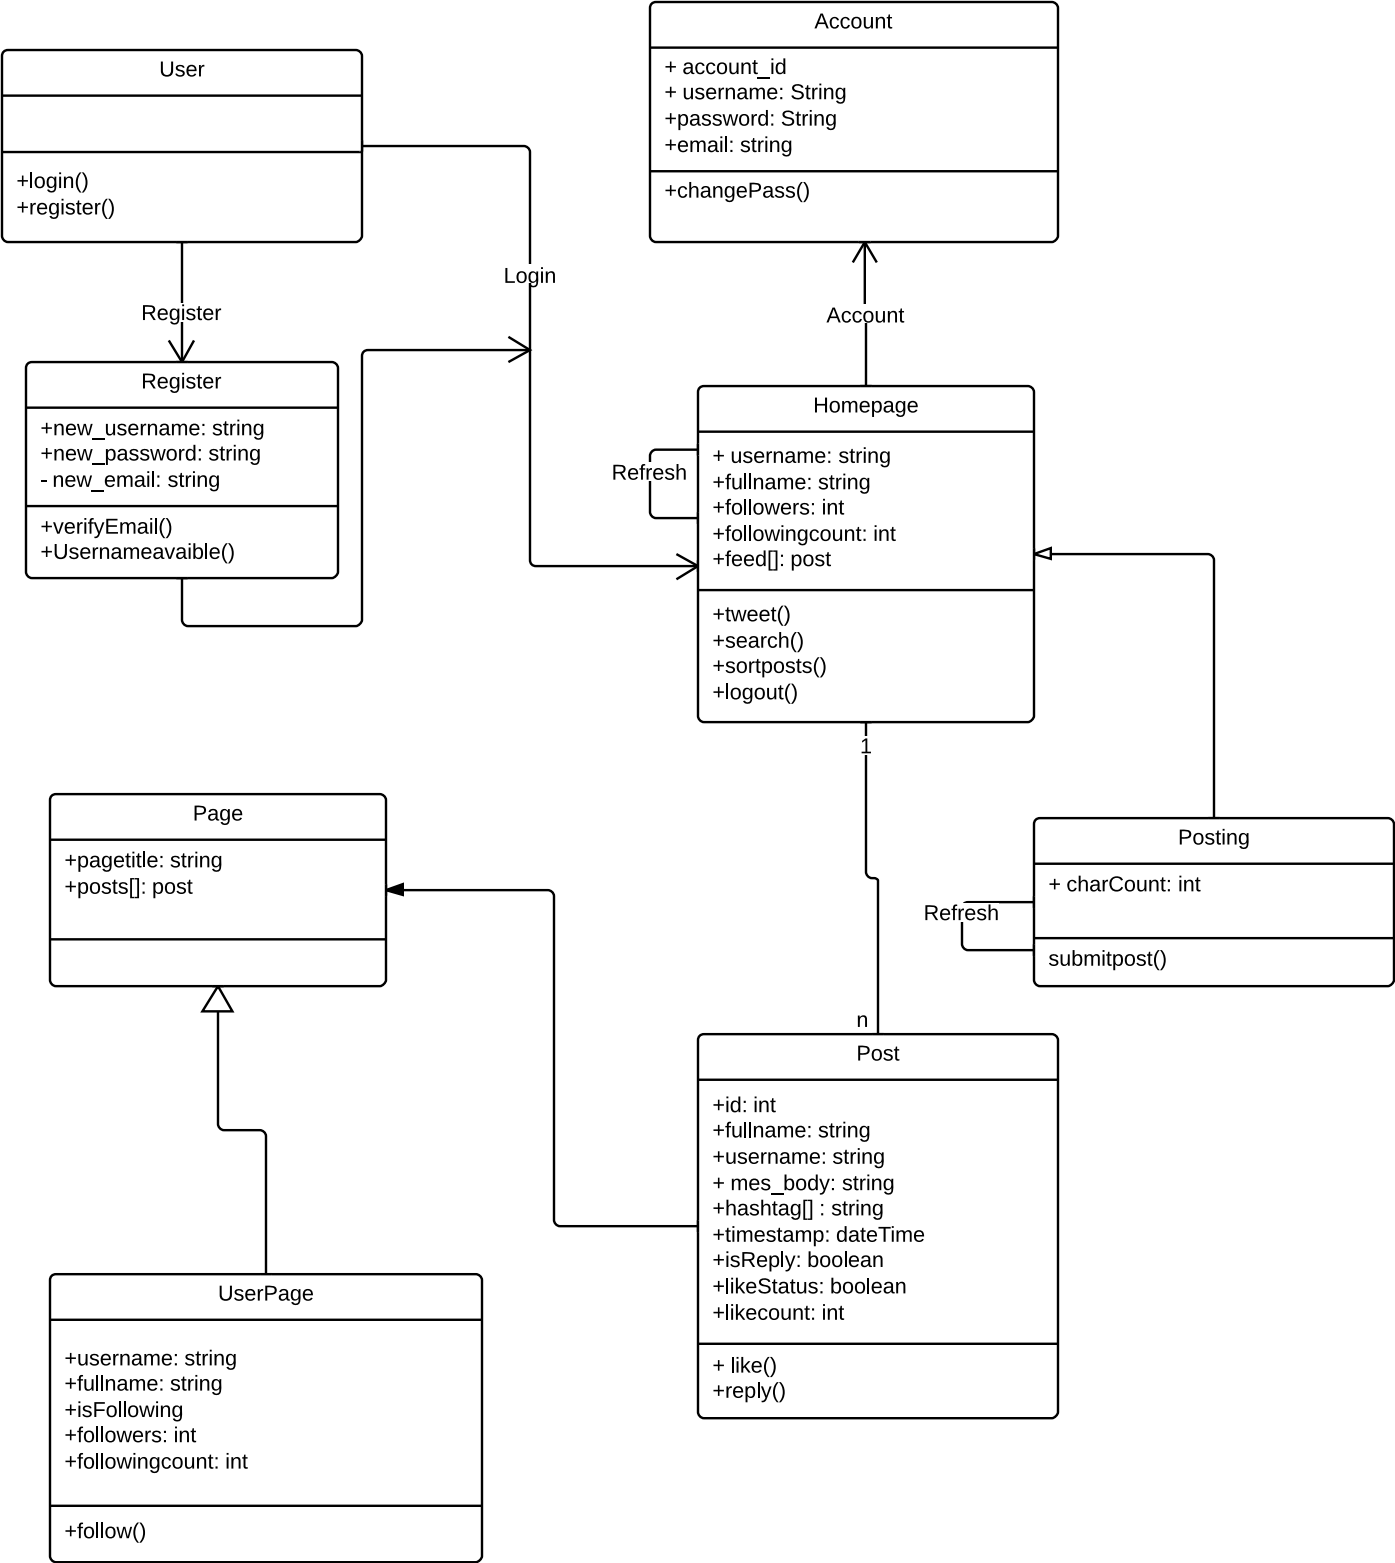 Account
+ account_id
+ username: String
+password: String
+email: string
+changePass()
User
+login()
+register()
Login
Register
Account
Register
+new_username: string
+new_password: string
- new_email: string
+verifyEmail()
+Usernameavaible()
Homepage
+ username: string
+fullname: string
+followers: int
+followingcount: int
+feed[]: post
+tweet()
+search()
+sortposts()
+logout()
Refresh
1
Page
+pagetitle: string
+posts[]: post
Posting
+ charCount: int
submitpost()
Refresh
n
Post
+id: int
+fullname: string
+username: string
+ mes_body: string
+hashtag[] : string
+timestamp: dateTime
+isReply: boolean
+likeStatus: boolean
+likecount: int
+ like()
+reply()
UserPage
+username: string
+fullname: string
+isFollowing
+followers: int
+followingcount: int
+follow()